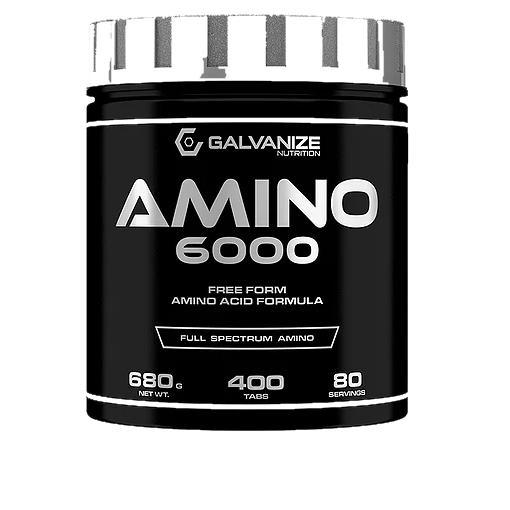 GALVANIZE
NUTRITION
AMINO
6000
FREE FORM
AMINO ACID FORMULA
FULL SPECTRUM AMINO
680 G
NET WT.
400
TABS
80
SERVINGS